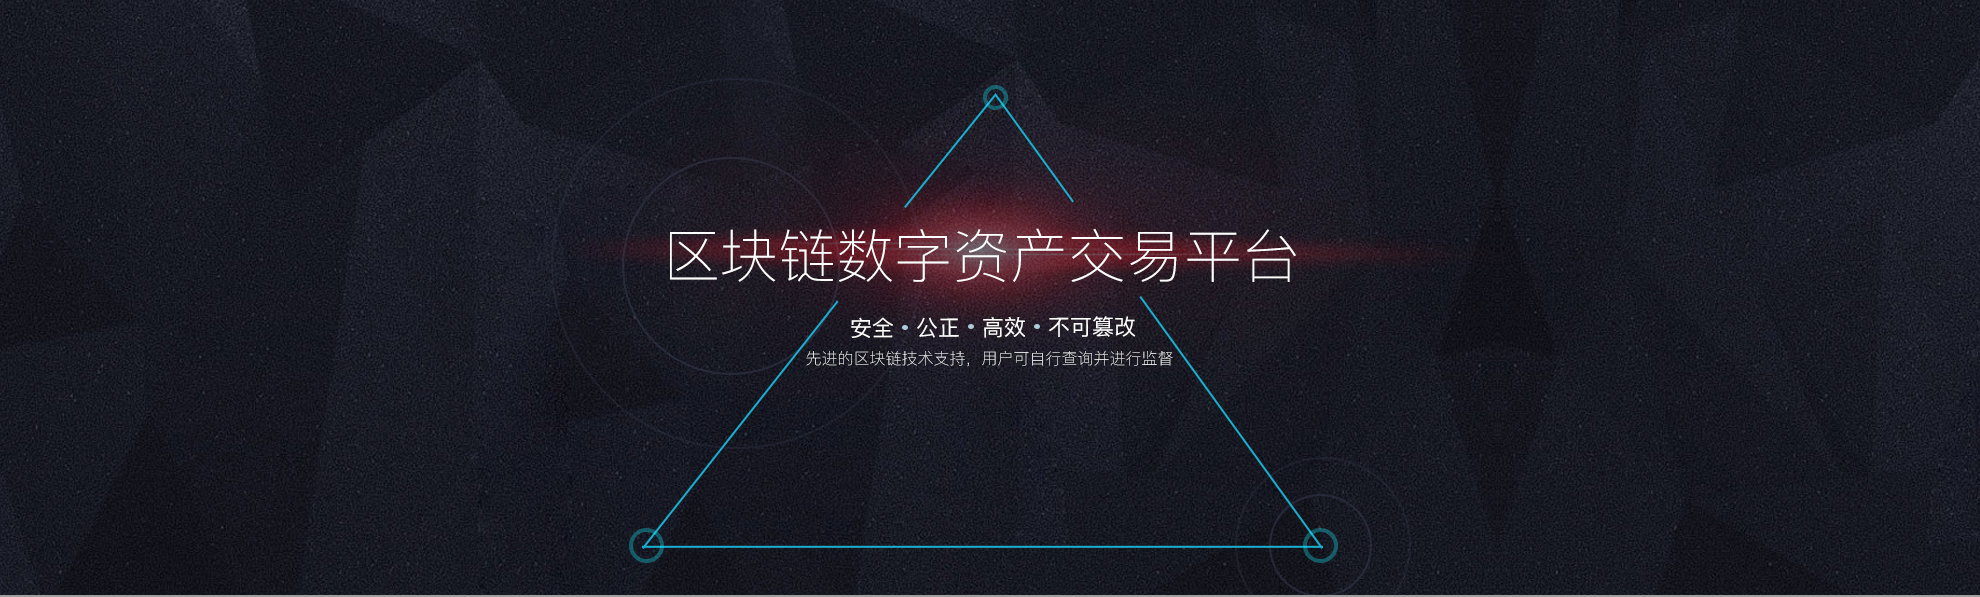 区块链数字资产交易平台
安全 • 公正 • 高效 • 不可篡改
先进的区块链技术支持，用户可自行查询并进行监督